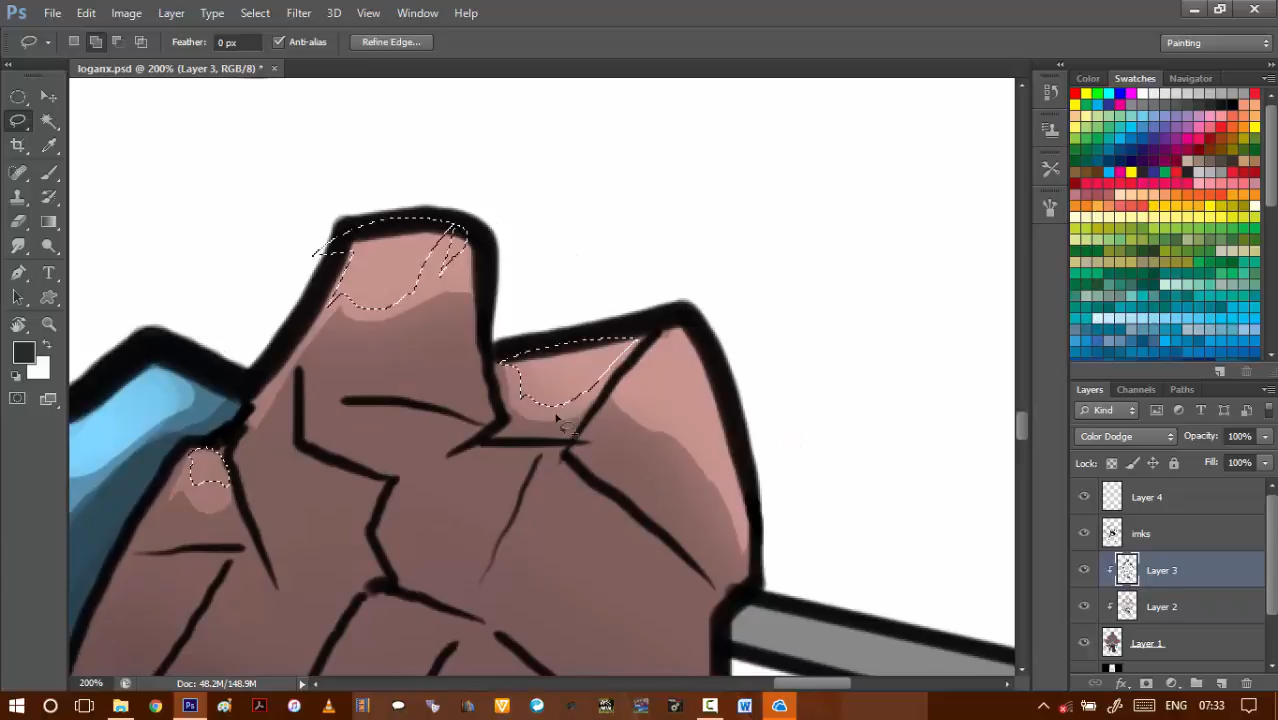 Ps File Edit Image Layer Type Select Filter 3D View Window Help
Feather: 0 px Anti-alias Refine Edge... Painting
loganx.psd @ 200% (Layer 3, RGB/8) * ×
Color Swatches Navigator
Layers Channels Paths
Kind
Color Dodge Opacity: 100%
Lock: Fill: 100%
Layer 4
imks
Layer 3
Layer 2
Layer 1
200% Doc: 48.2M/148.9M
ENG 07:33